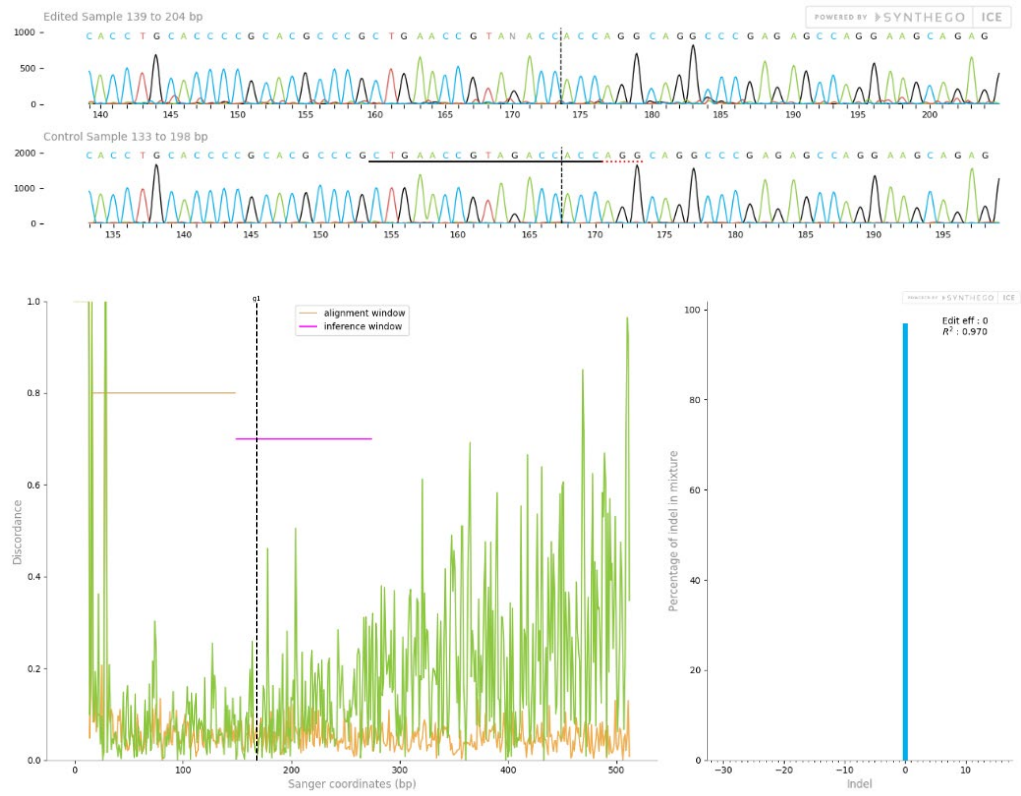 Edited Sample 139 to 204 bp
POWERED BY SYNTHEGO ICE
1000
C A C C T G C A C C C C G C A C G C C C G C T G A A C C G T A N A C C A C C A G G C A G G C C C G A G A G C C A G G A A G C A G A G
500
0
140 145 150 155 160 165 170 175 180 185 190 195 200
Control Sample 133 to 198 bp
2000
C A C C T G C A C C C C G C A C G C C C G C T G A A C C G T A G A C C A C C A G G C A G G C C C G A G A G C C A G G A A G C A G A G
1000
0
135 140 145 150 155 160 165 170 175 180 185 190 195
g1
POWERED BY SYNTHEGO ICE
alignment window
inference window
1.0
0.8
0.6
0.4
0.2
0.0
Discordance
0 100 200 300 400 500
Sanger coordinates (bp)
Edit eff : 0
R² : 0.970
100
80
60
40
20
0
Percentage of indel in mixture
−30 −20 −10 0 10
Indel